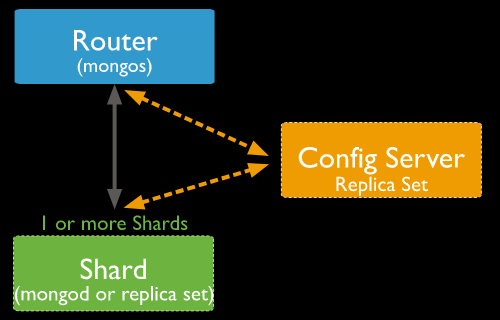 Router
(mongos)
Config Server
Replica Set
1 or more Shards
Shard
(mongod or replica set)